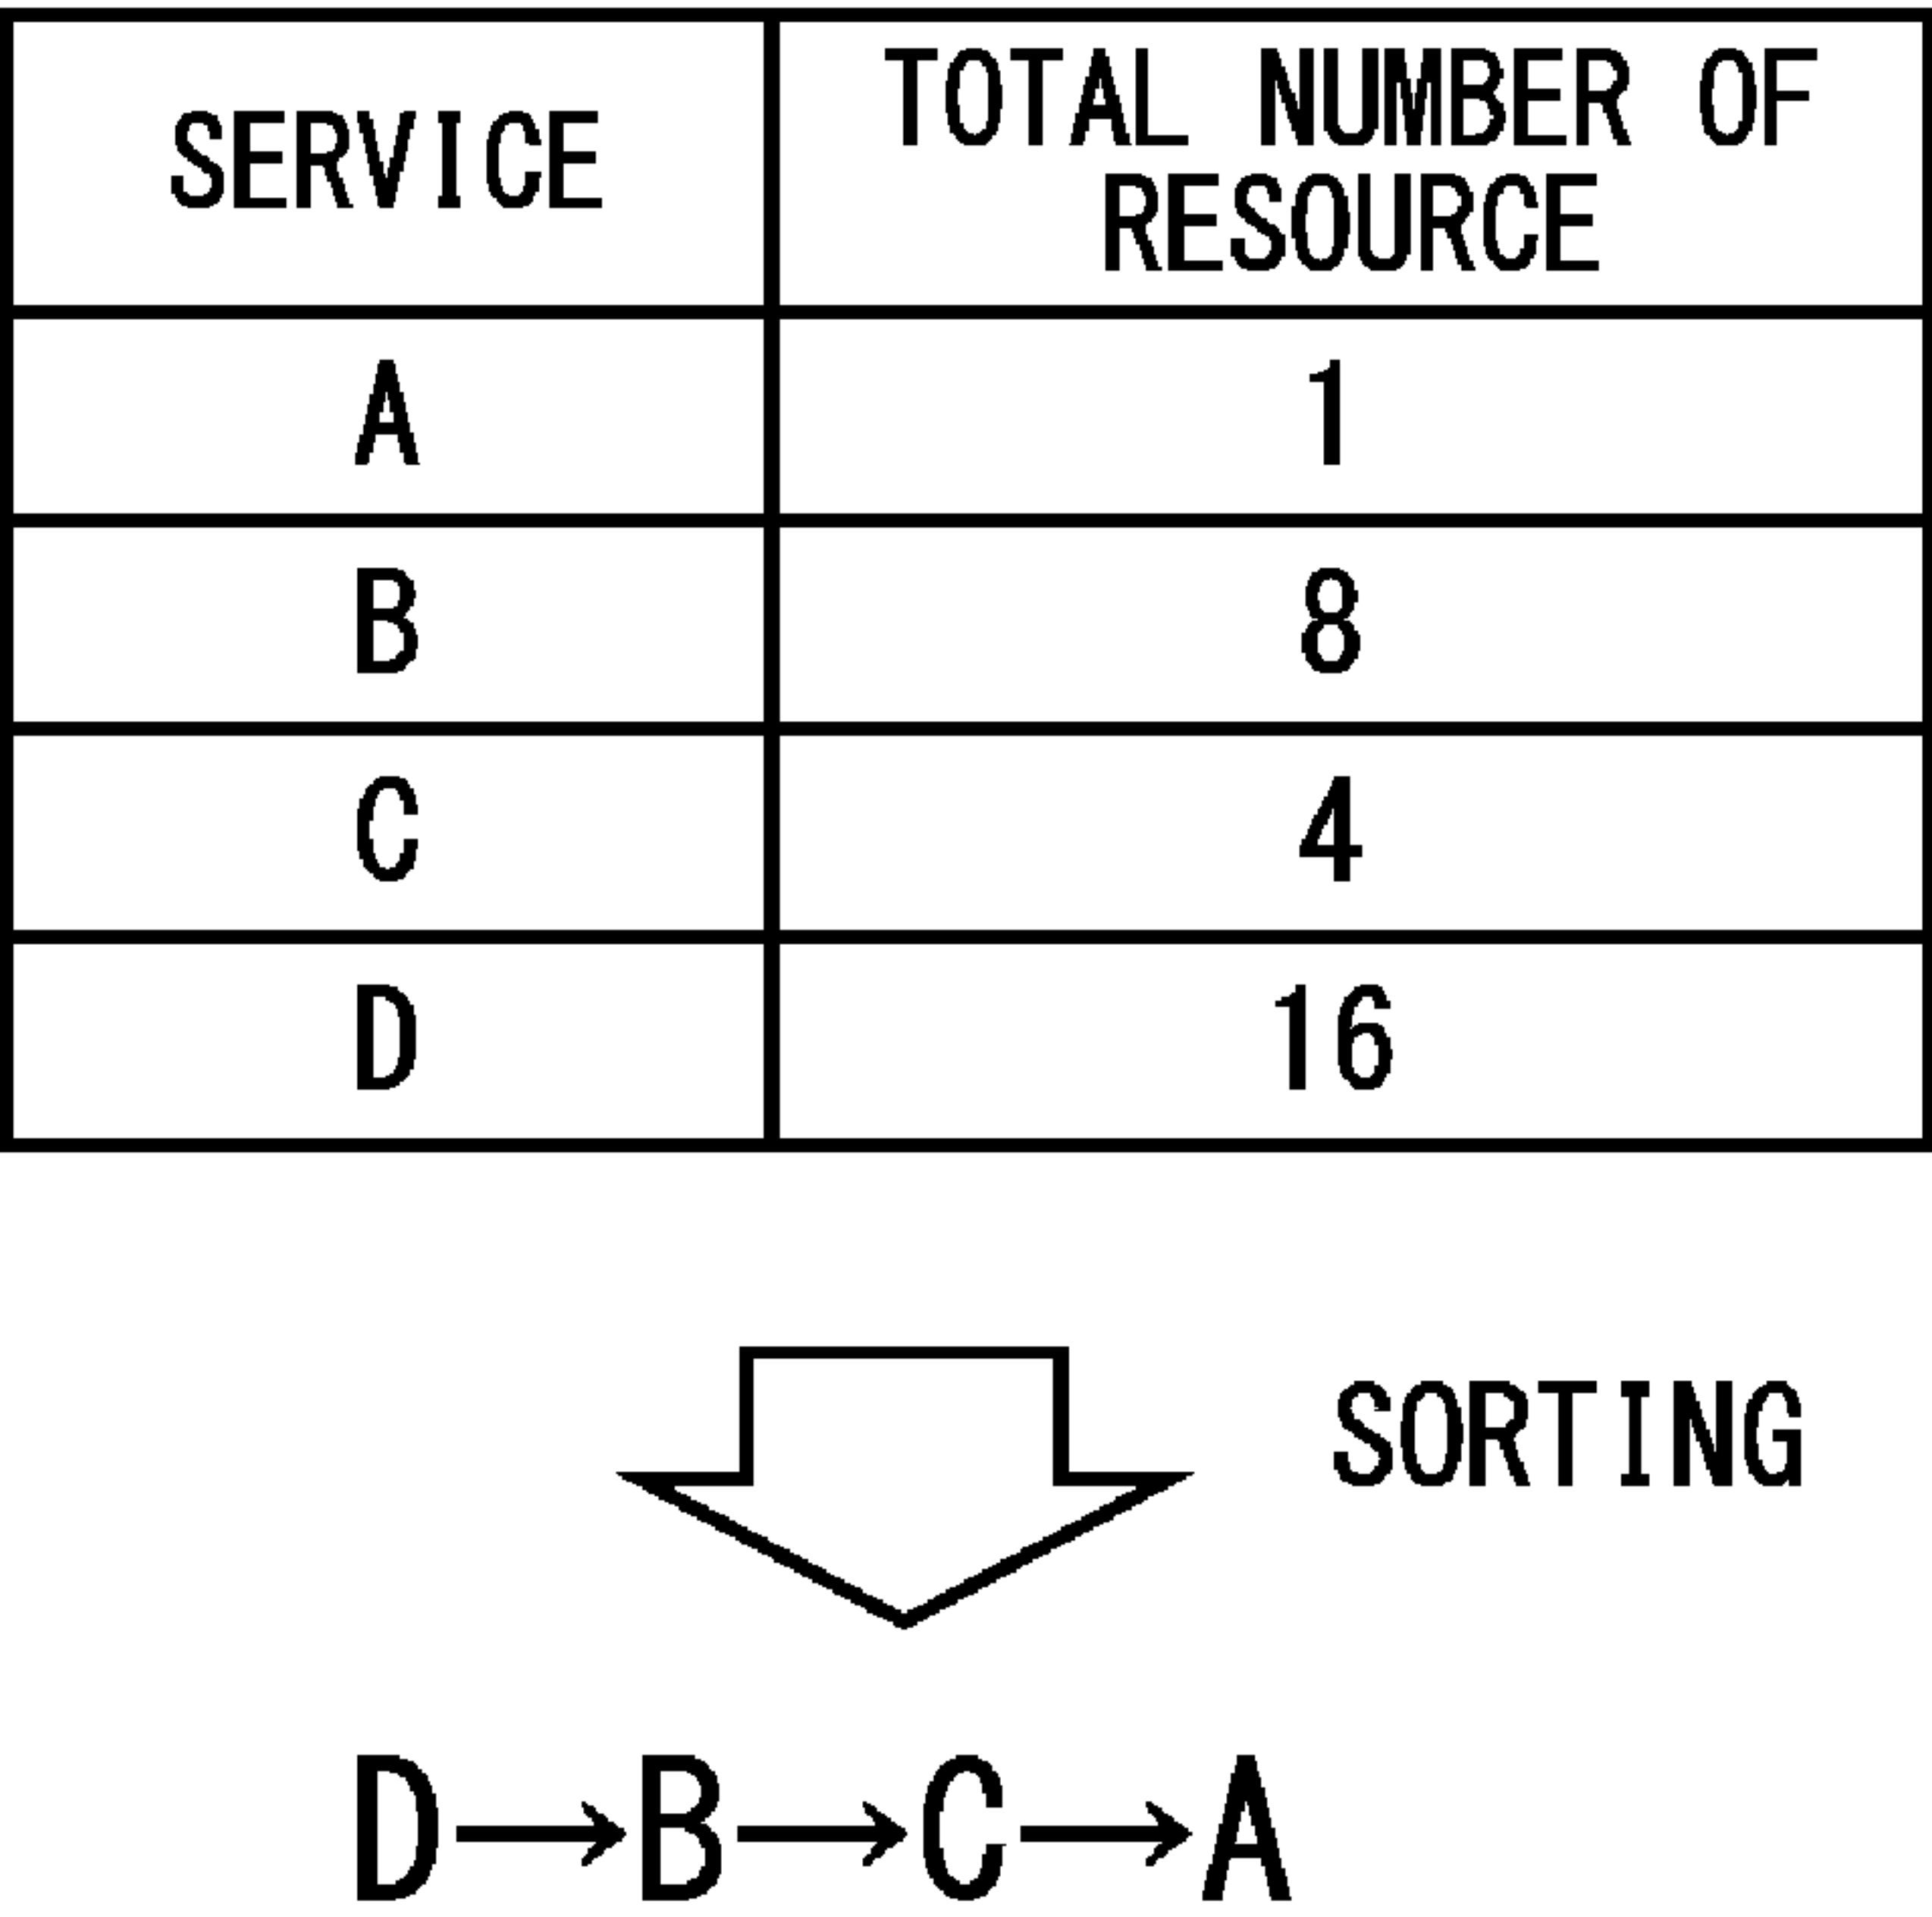 SERVICE
TOTAL NUMBER OF
RESOURCE
A 1
B 8
C 4
D 16
SORTING
D→B→C→A